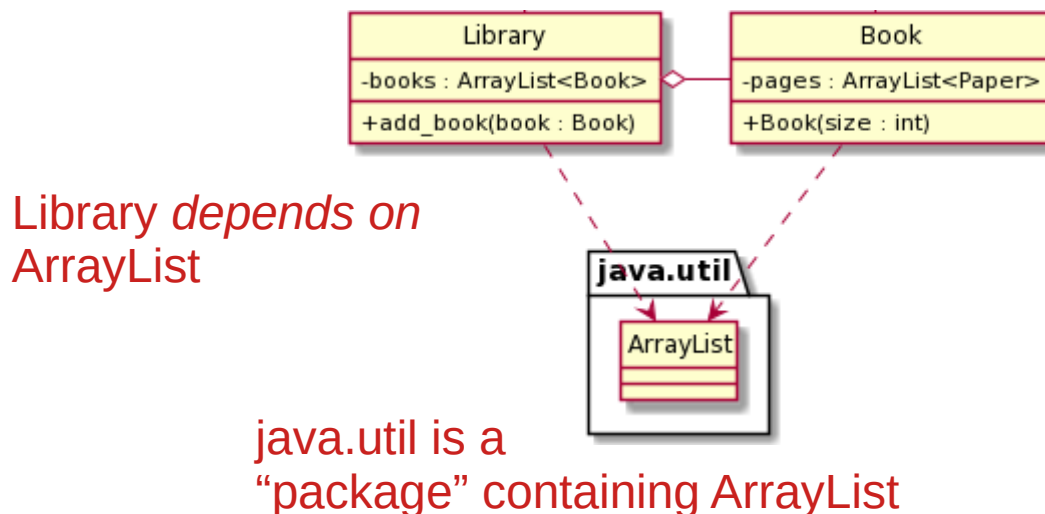 Library
-books : ArrayList<Book>
+add_book(book : Book)
Book
-pages : ArrayList<Paper>
+Book(size : int)
Library depends on
ArrayList
java.util
ArrayList
java.util is a
“package” containing ArrayList